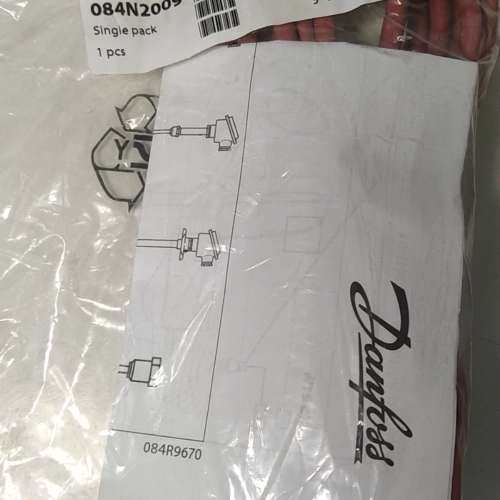 084N2009
Single pack
1 pcs
Danfoss
084R9670